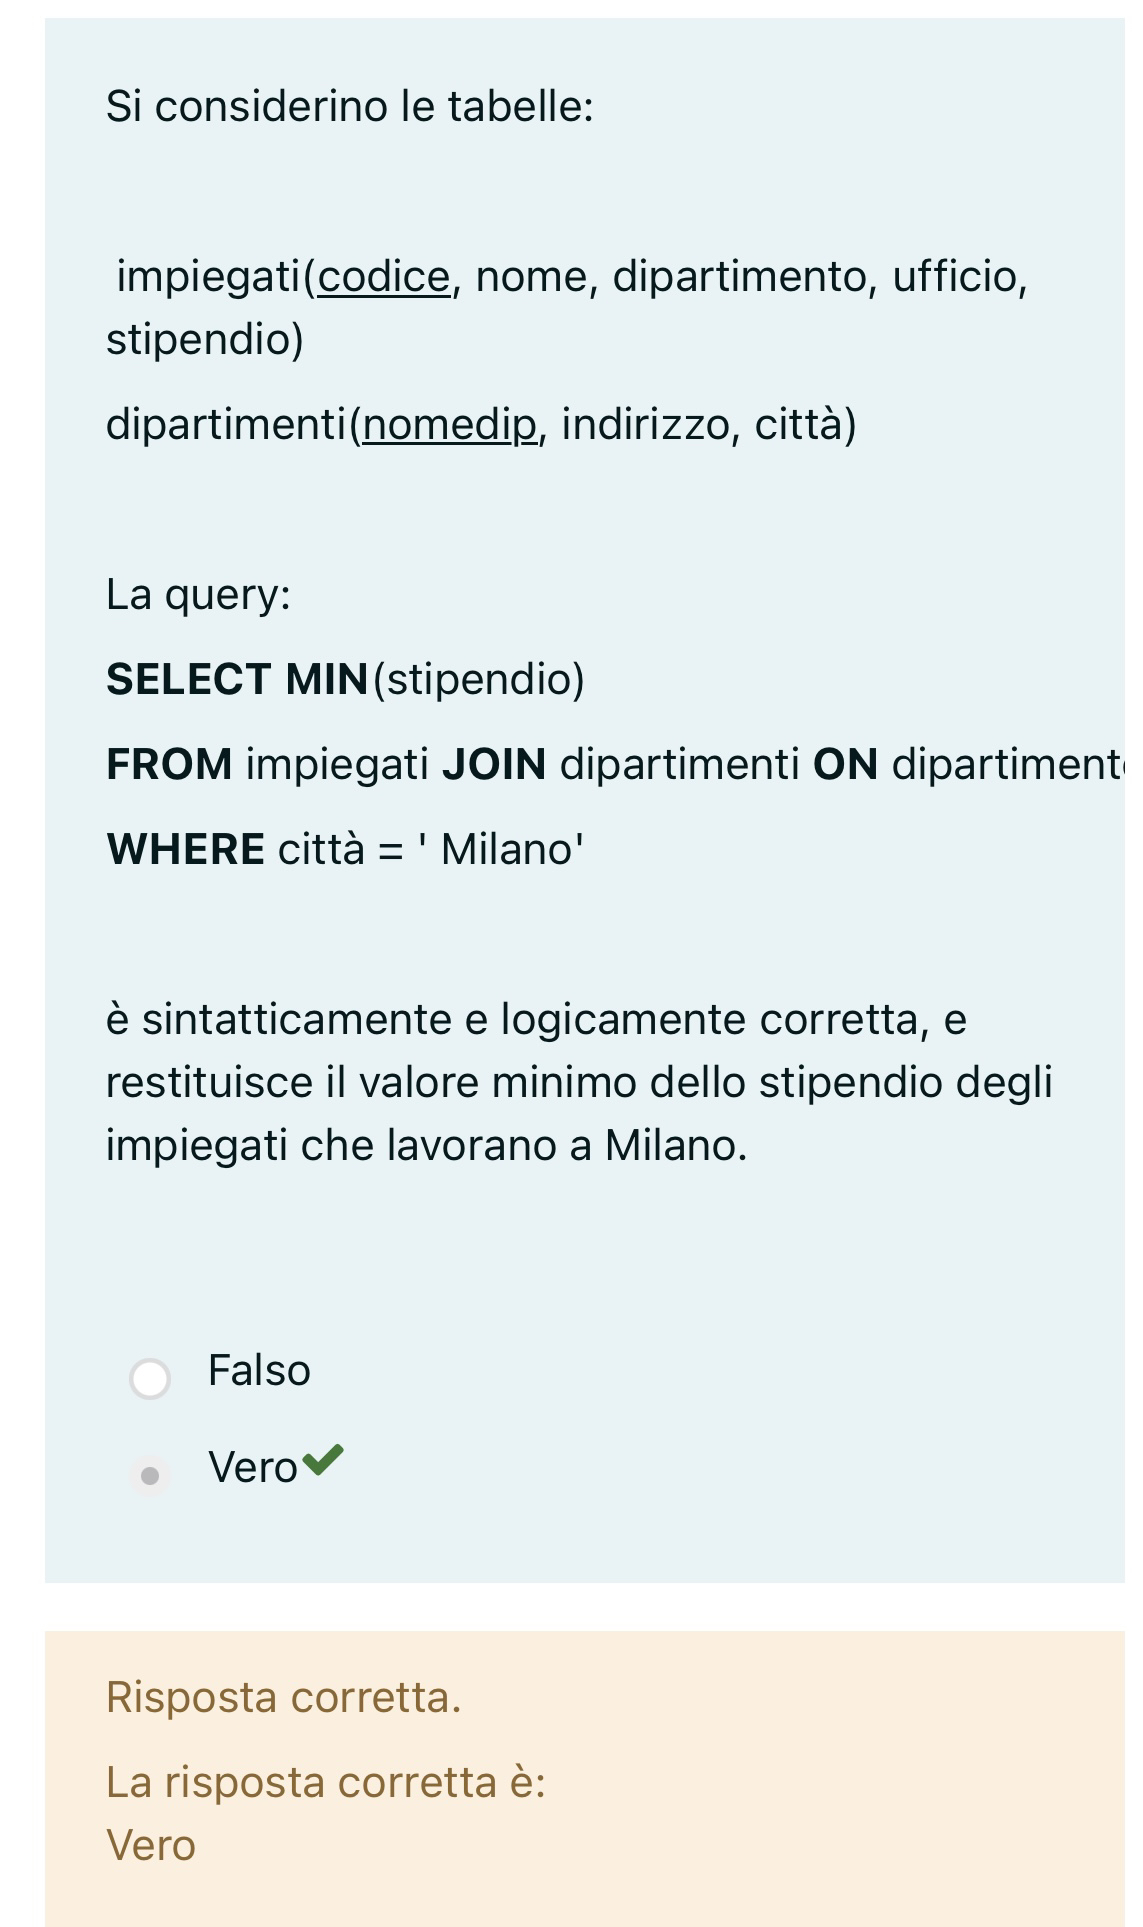 Si considerino le tabelle:
impiegati(codice, nome, dipartimento, ufficio,
stipendio)
dipartimenti(nomedip, indirizzo, città)
La query:
SELECT MIN(stipendio)
FROM impiegati JOIN dipartimenti ON
WHERE città = ' Milano'
è sintatticamente e logicamente corretta, e
restituisce il valore minimo dello stipendio degli
impiegati che lavorano a Milano.
Falso
Vero
Risposta corretta.
La risposta corretta è:
Vero